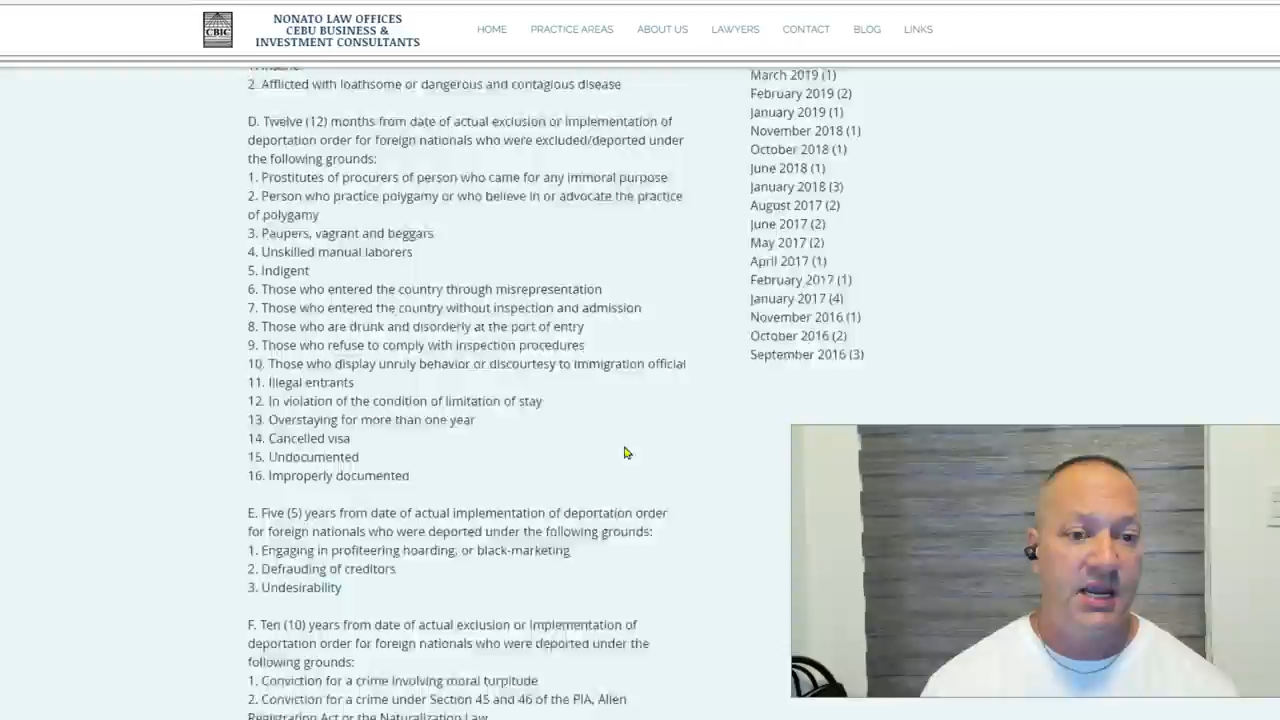 NONATO LAW OFFICES
CEBU BUSINESS &
INVESTMENT CONSULTANTS
CBIC
HOME
PRACTICE AREAS
ABOUT US
LAWYERS
CONTACT
BLOG
LINKS
2. Afflicted with loathsome or dangerous and contagious disease
D. Twelve (12) months from date of actual exclusion or implementation of
deportation order for foreign nationals who were excluded/deported under
the following grounds:
1. Prostitutes of procurers of person who came for any immoral purpose
2. Person who practice polygamy or who believe in or advocate the practice
of polygamy
3. Paupers, vagrant and beggars
4. Unskilled manual laborers
5. Indigent
6. Those who entered the country through misrepresentation
7. Those who entered the country without inspection and admission
8. Those who are drunk and disorderly at the port of entry
9. Those who refuse to comply with inspection procedures
10. Those who display unruly behavior or discourtesy to immigration official
11. Illegal entrants
12. In violation of the condition of limitation of stay
13. Overstaying for more than one year
14. Cancelled visa
15. Undocumented
16. Improperly documented
E. Five (5) years from date of actual implementation of deportation order
for foreign nationals who were deported under the following grounds:
1. Engaging in profiteering hoarding, or black-marketing
2. Defrauding of creditors
3. Undesirability
F. Ten (10) years from date of actual exclusion or implementation of
deportation order for foreign nationals who were deported under the
following grounds:
1. Conviction for a crime involving moral turpitude
2. Conviction for a crime under Section 45 and 46 of the PIA, Alien
Registration Act or the Naturalization Law
March 2019 (1)
February 2019 (2)
January 2019 (1)
November 2018 (1)
October 2018 (1)
June 2018 (1)
January 2018 (3)
August 2017 (2)
June 2017 (2)
May 2017 (2)
April 2017 (1)
February 2017 (1)
January 2017 (4)
November 2016 (1)
October 2016 (2)
September 2016 (3)